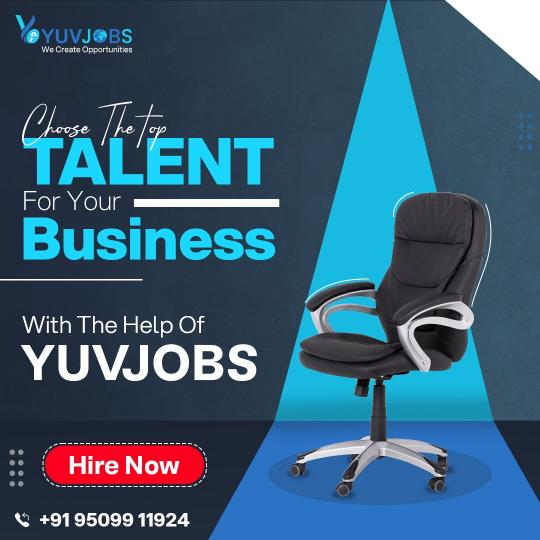 YUVJOBS
We Create Opportunities
Choose The top
TALENT
For Your
Business
With The Help Of
YUVJOBS
Hire Now
+91 95099 11924